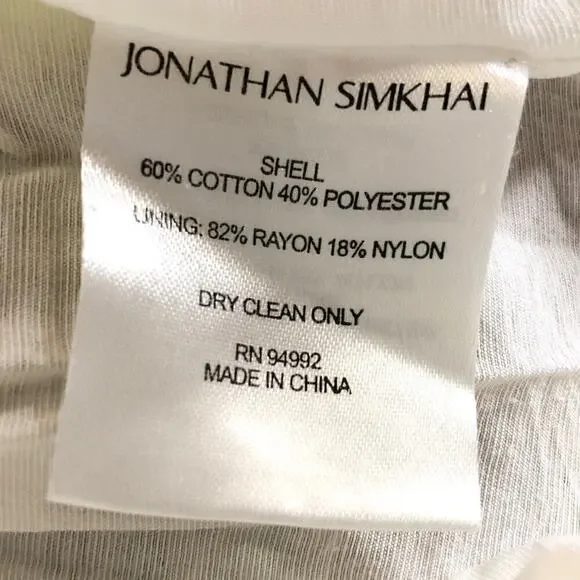 JONATHAN SIMKHAI
SHELL
60% COTTON 40% POLYESTER
LINING: 82% RAYON 18% NYLON
DRY CLEAN ONLY
RN 94992
MADE IN CHINA